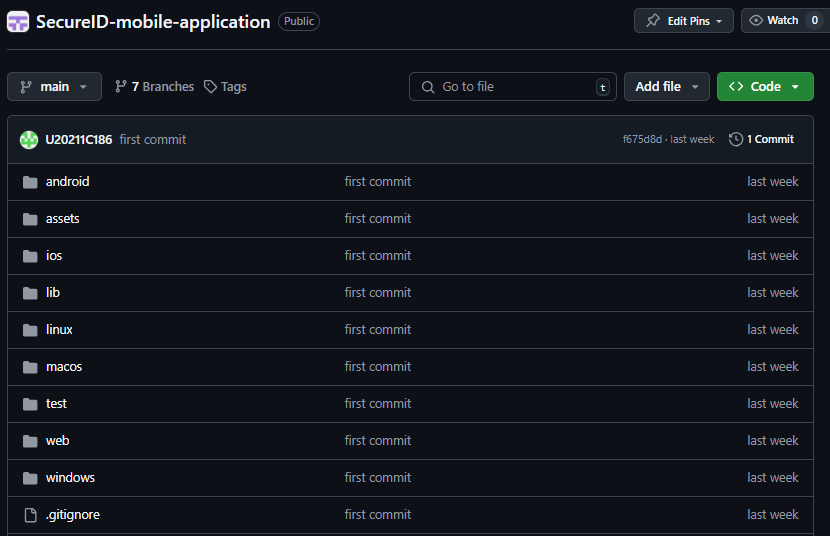 SecureID-mobile-application Public Edit Pins Watch 0
main 7 Branches Tags Go to file t Add file Code
U20211C186 first commit f675d8d · last week 1 Commit
android first commit last week
assets first commit last week
ios first commit last week
lib first commit last week
linux first commit last week
macos first commit last week
test first commit last week
web first commit last week
windows first commit last week
.gitignore first commit last week